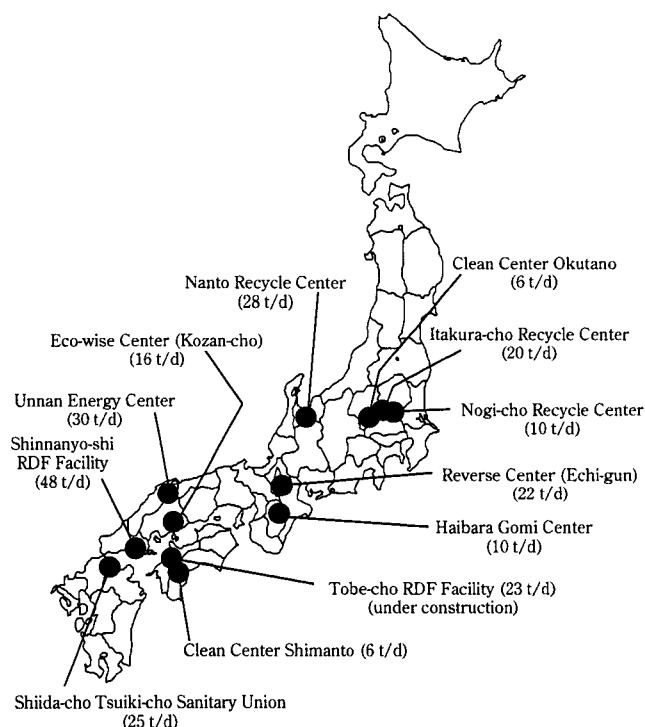 Clean Center Okutano
(6 t/d)
Nanto Recycle Center
(28 t/d)
Itakura-cho Recycle Center
(20 t/d)
Eco-wise Center (Kozan-cho)
(16 t/d)
Unnan Energy Center
(30 t/d)
Nogi-cho Recycle Center
(10 t/d)
Shinnanyo-shi
RDF Facility
(48 t/d)
Reverse Center (Echi-gun)
(22 t/d)
Haibara Gomi Center
(10 t/d)
Tobe-cho RDF Facility (23 t/d)
(under construction)
Clean Center Shimanto (6 t/d)
Shiida-cho Tsuiki-cho Sanitary Union
(25 t/d)